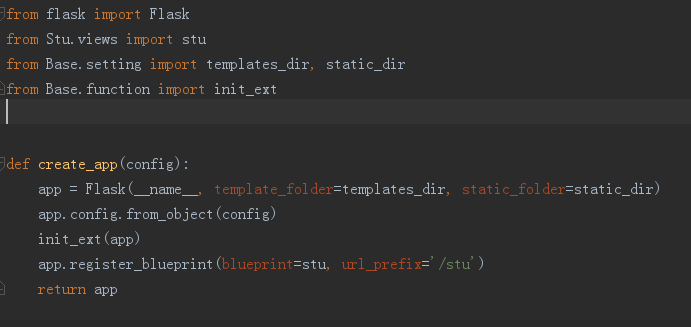 from flask import Flask
from Stu.views import stu
from Base.setting import templates_dir, static_dir
from Base.function import init_ext
def create_app(config):
    app = Flask(__name__, template_folder=templates_dir, static_folder=static_dir)
    app.config.from_object(config)
    init_ext(app)
    app.register_blueprint(blueprint=stu, url_prefix='/stu')
    return app